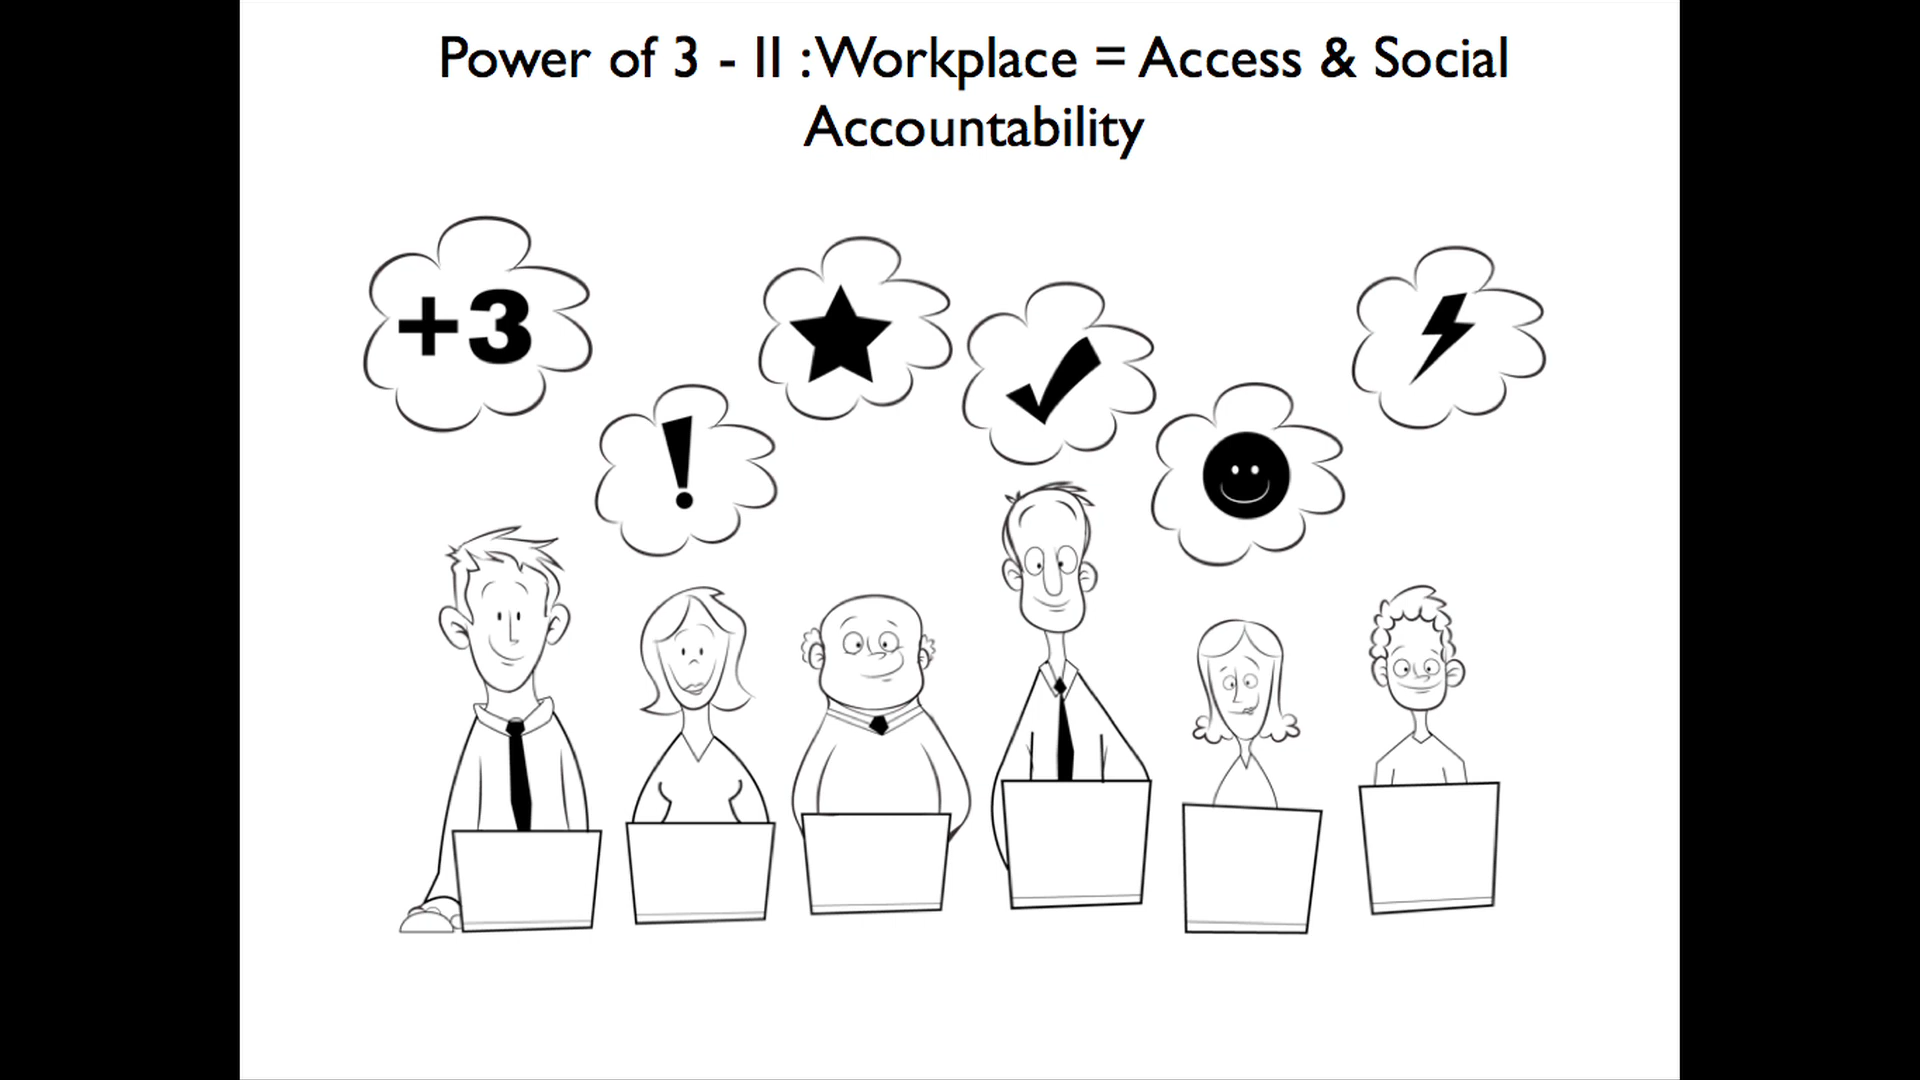 Power of 3 - II : Workplace = Access & Social
Accountability
+3
!